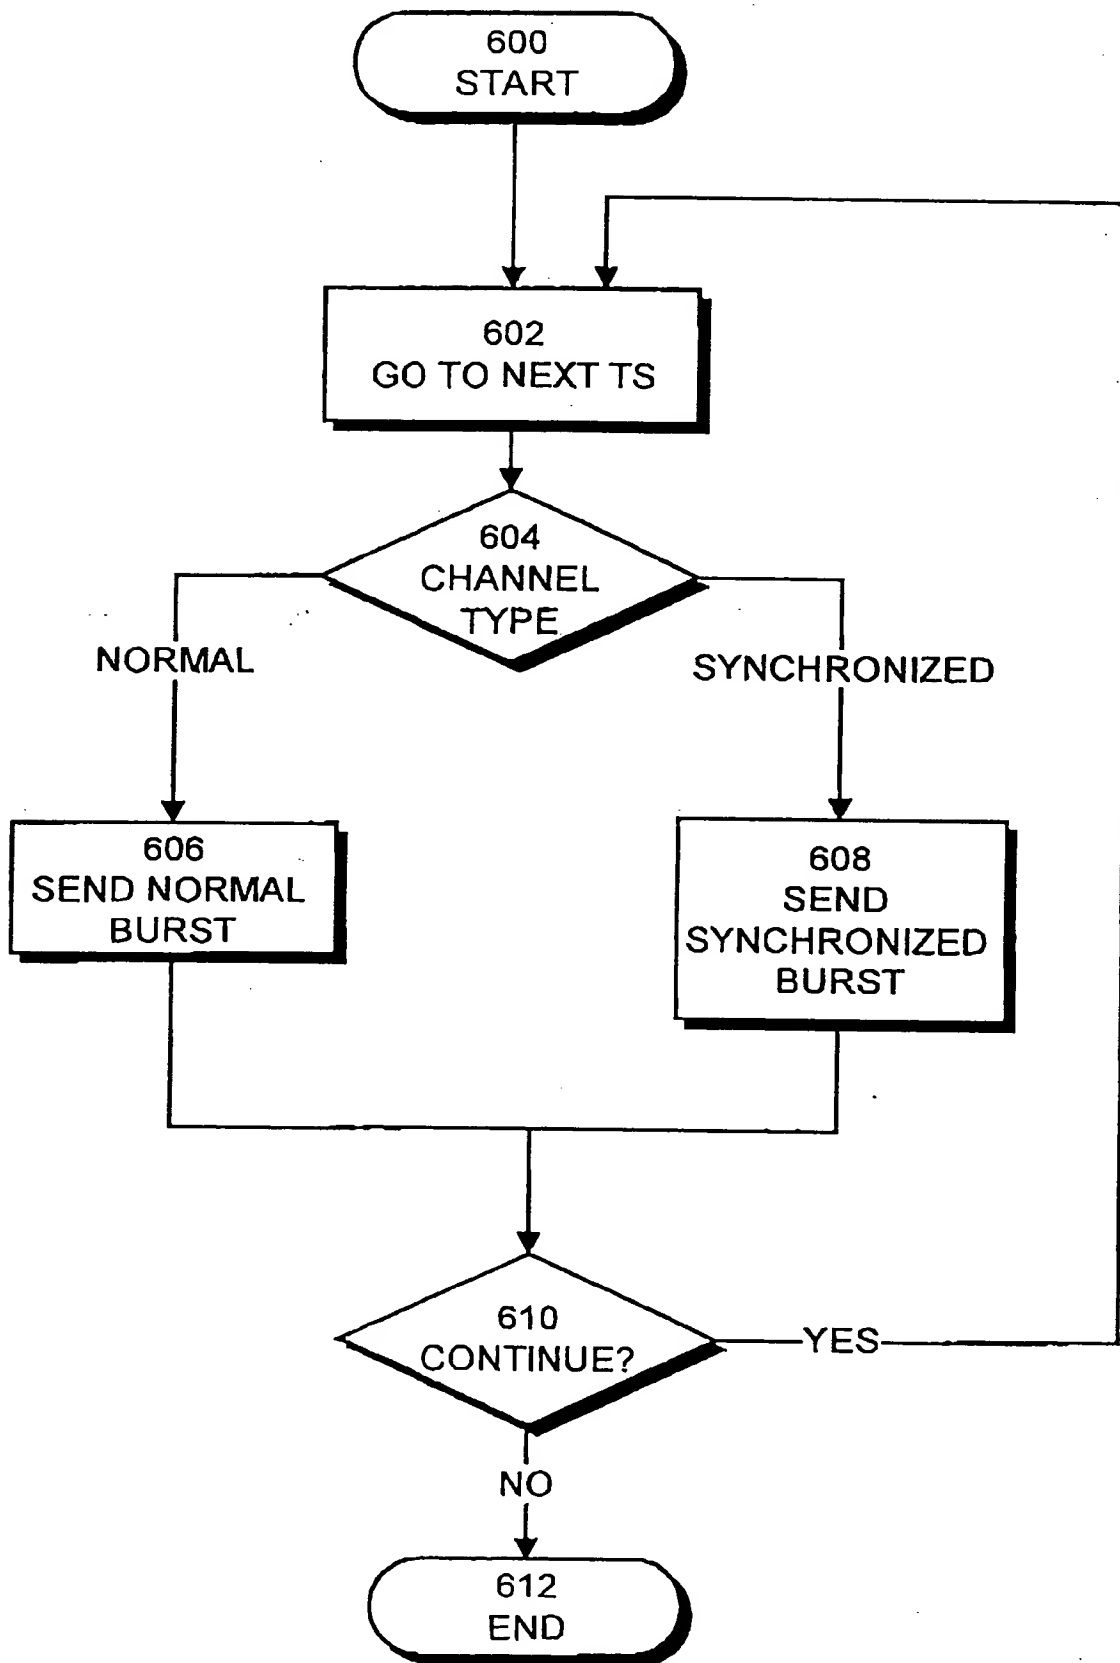 600
START
602
GO TO NEXT TS
604
CHANNEL
TYPE
NORMAL
SYNCHRONIZED
606
SEND NORMAL
BURST
608
SEND
SYNCHRONIZED
BURST
610
CONTINUE?
YES
NO
612
END